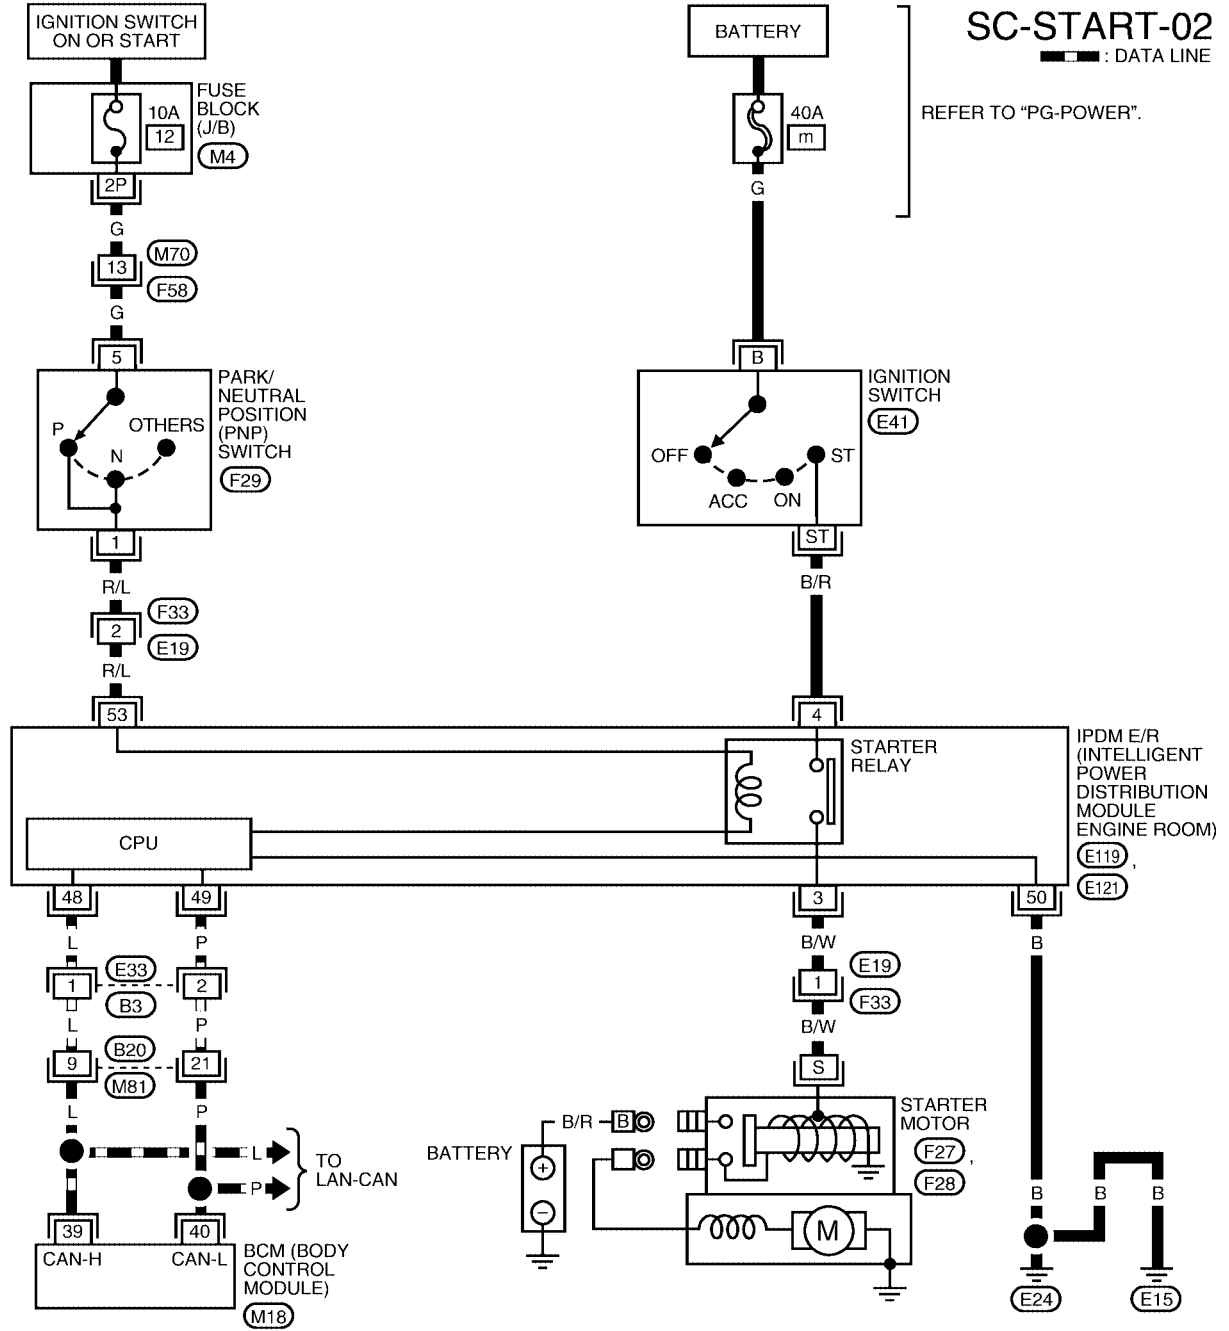 SC-START-02
: DATA LINE
IGNITION SWITCH
ON OR START
BATTERY
REFER TO “PG-POWER”.
FUSE
BLOCK
(J/B)
M4
10A
12
2P
40A
m
G
G
13
M70
F58
G
5
B
PARK/
NEUTRAL
POSITION
(PNP)
SWITCH
F29
P
N
OTHERS
1
IGNITION
SWITCH
E41
OFF
ACC
ON
ST
ST
R/L
2
F33
E19
R/L
53
B/R
4
STARTER
RELAY
CPU
IPDM E/R
(INTELLIGENT
POWER
DISTRIBUTION
MODULE
ENGINE ROOM)
E119 ,
E121
48
49
3
50
L
P
B/W
B
1
2
E33
B3
1
E19
F33
L
P
B/W
9
21
B20
M81
S
L
P
L
P
TO
LAN-CAN
39
40
CAN-H
CAN-L
BCM (BODY
CONTROL
MODULE)
M18
BATTERY
+
−
B/R
B
STARTER
MOTOR
F27 ,
F28
M
B
B
B
E24
E15